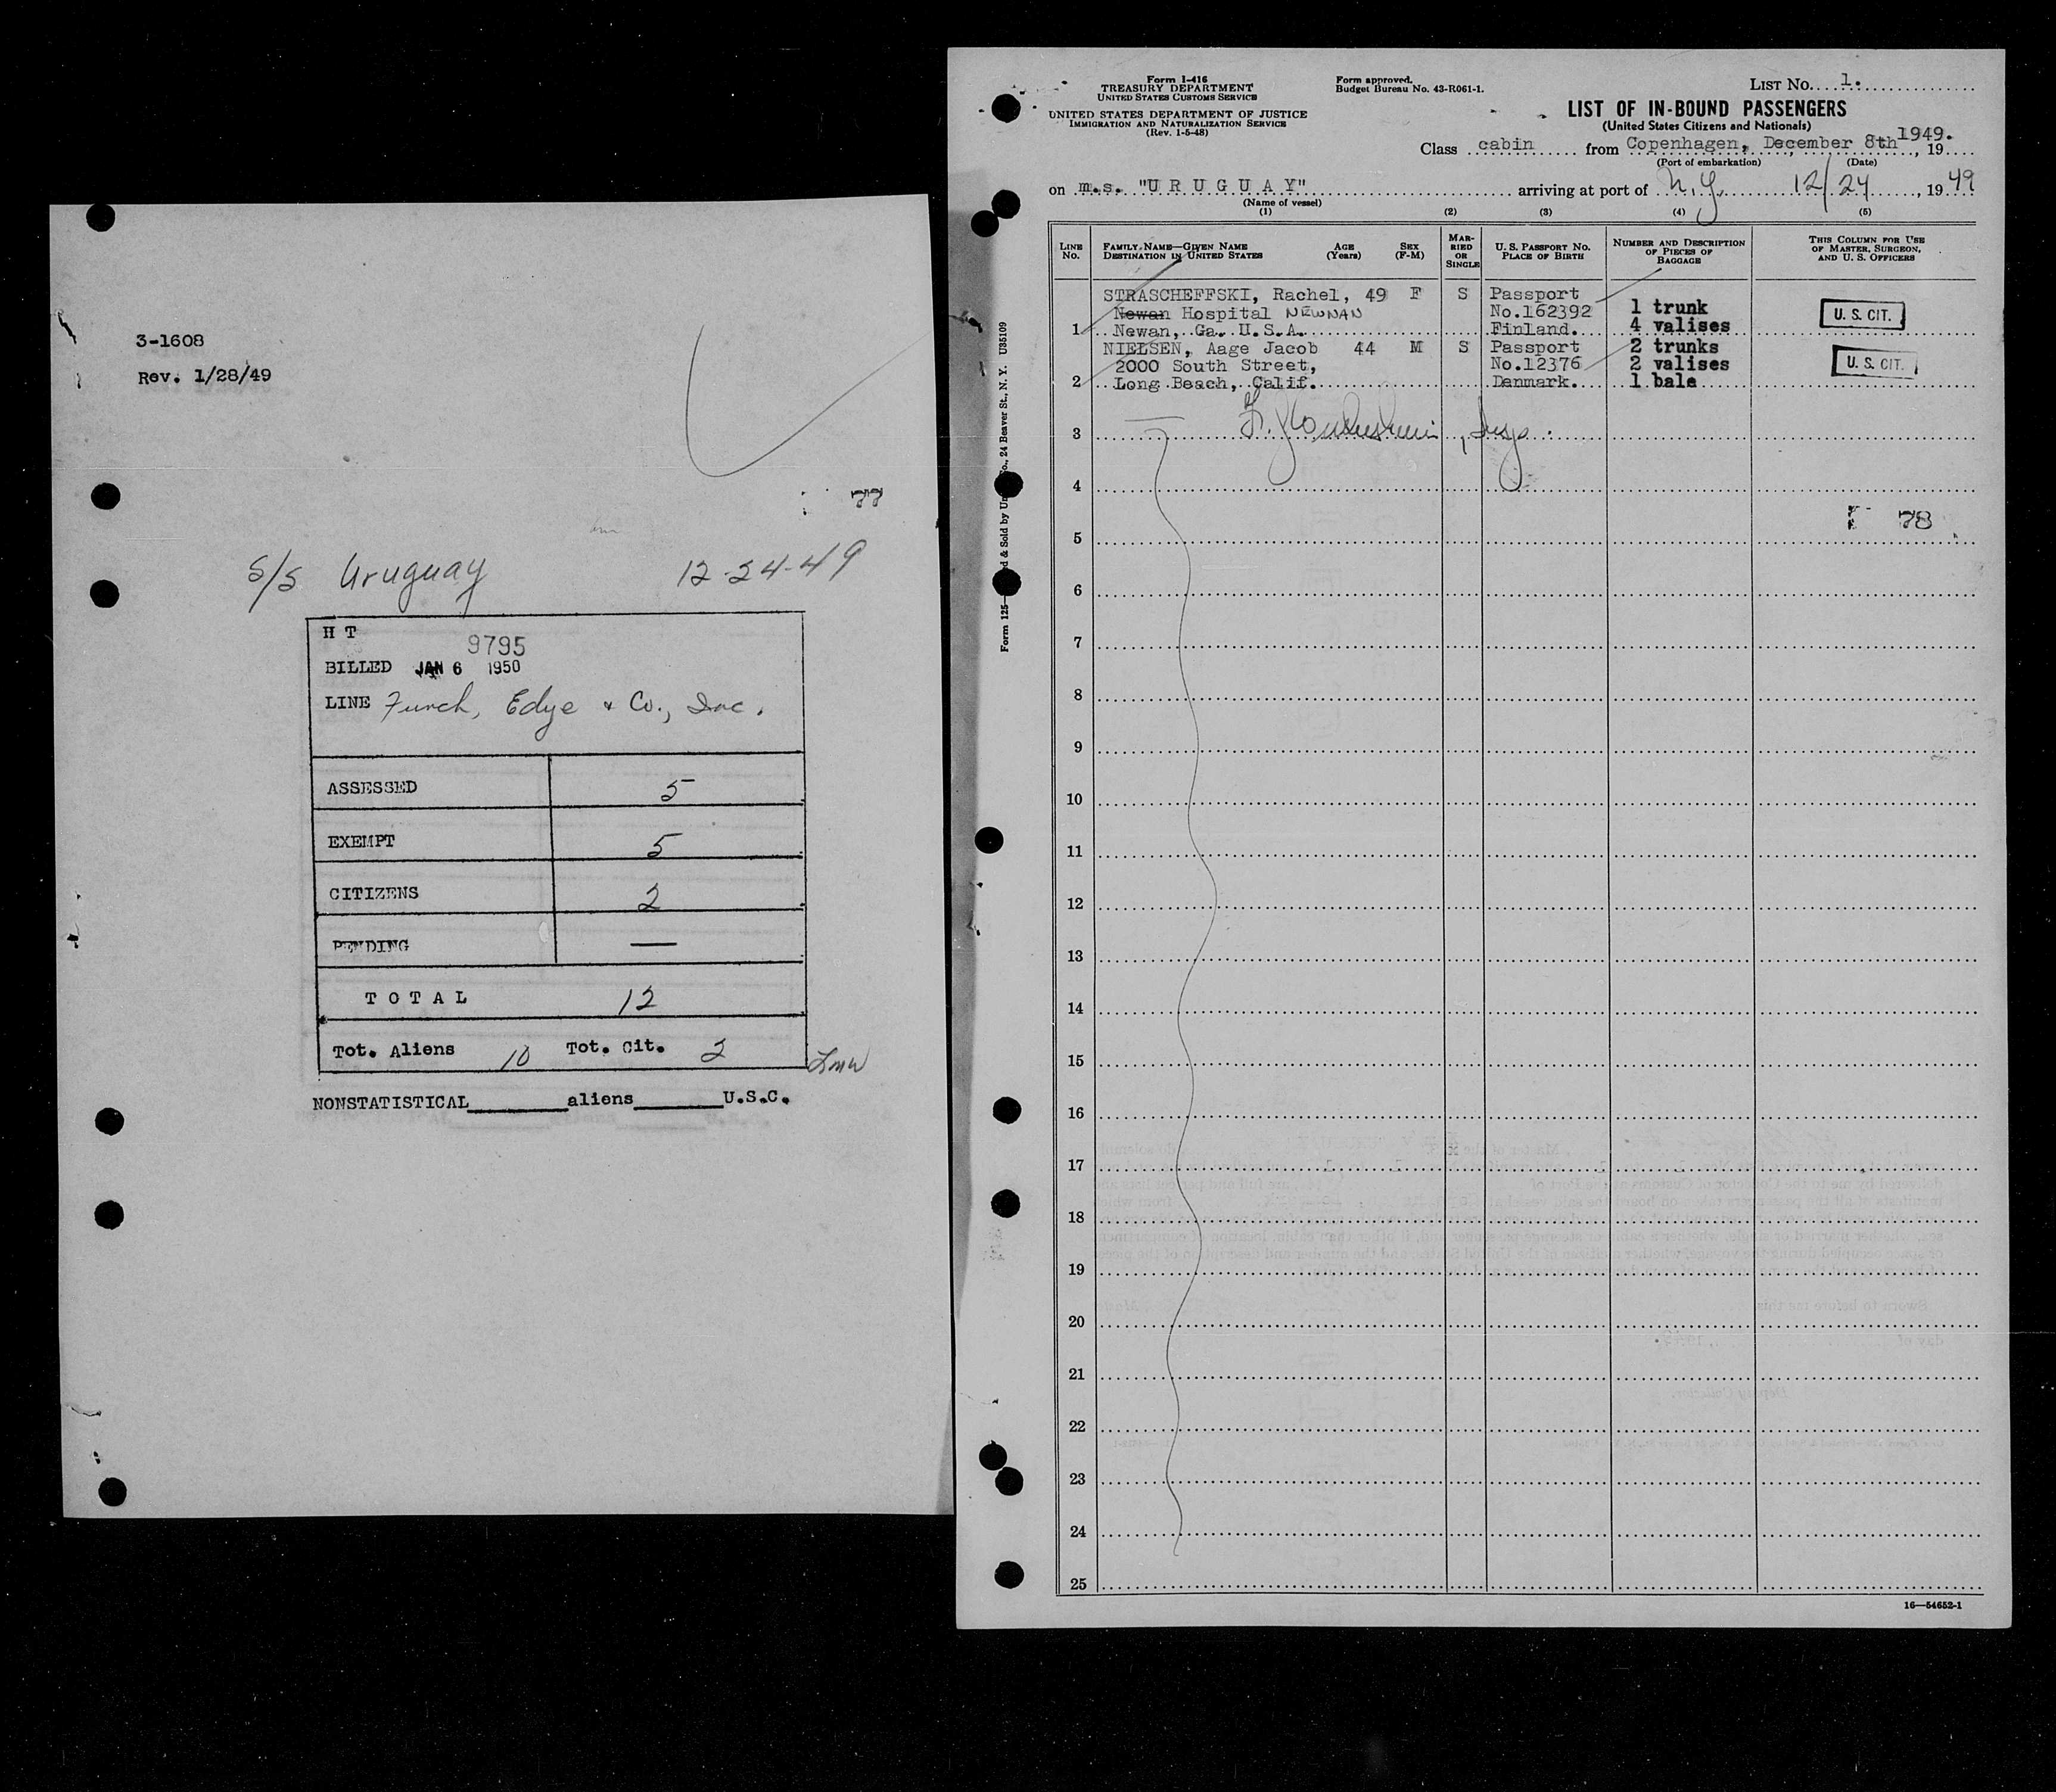 3-1608
Rev. 1/28/49
77
S/S Uruguay 12-24-49
H T
9795
BILLED JAN 6 1950
LINE Funch, Edye & Co., Inc.
ASSESSED 5
EXEMPT 5
CITIZENS 2
PENDING —
T O T A L 12
Tot. Aliens 10 Tot. Cit. 2
NONSTATISTICAL________aliens_______U.S.C.
Form I-416
TREASURY DEPARTMENT
UNITED STATES CUSTOMS SERVICE
UNITED STATES DEPARTMENT OF JUSTICE
IMMIGRATION AND NATURALIZATION SERVICE
(Rev. 1-5-48)
Form approved.
Budget Bureau No. 43-R061-1.
LIST No. 1.
LIST OF IN-BOUND PASSENGERS
(United States Citizens and Nationals)
Class cabin from Copenhagen, December 8th 1949. , 19
(Port of embarkation) (Date)
on m.s. "U R U G U A Y" arriving at port of N.Y. 12/24, 1949
(Name of vessel)
(1) (2) (3) (4) (5)
LINE No.
FAMILY NAME—GIVEN NAME
DESTINATION IN UNITED STATES
AGE (Years)
SEX (F-M)
MARRIED OR SINGLE
U. S. PASSPORT NO.
PLACE OF BIRTH
NUMBER AND DESCRIPTION OF PIECES OF BAGGAGE
THIS COLUMN FOR USE OF MASTER, SURGEON, AND U. S. OFFICERS
STRASCHEFFSKI, Rachel, 49 F S Passport
Newan Hospital NEWNAN No.162392 1 trunk U. S. CIT.
1 Newan, Ga. U.S.A. Finland. 4 valises
NIELSEN, Aage Jacob 44 M S Passport 2 trunks
2000 South Street, No.12376 2 valises U. S. CIT.
2 Long Beach, Calif. Denmark. 1 bale
3
4
78
5
6
7
8
9
10
11
12
13
14
15
16
17
18
19
20
21
22
23
24
25
16—54652-1